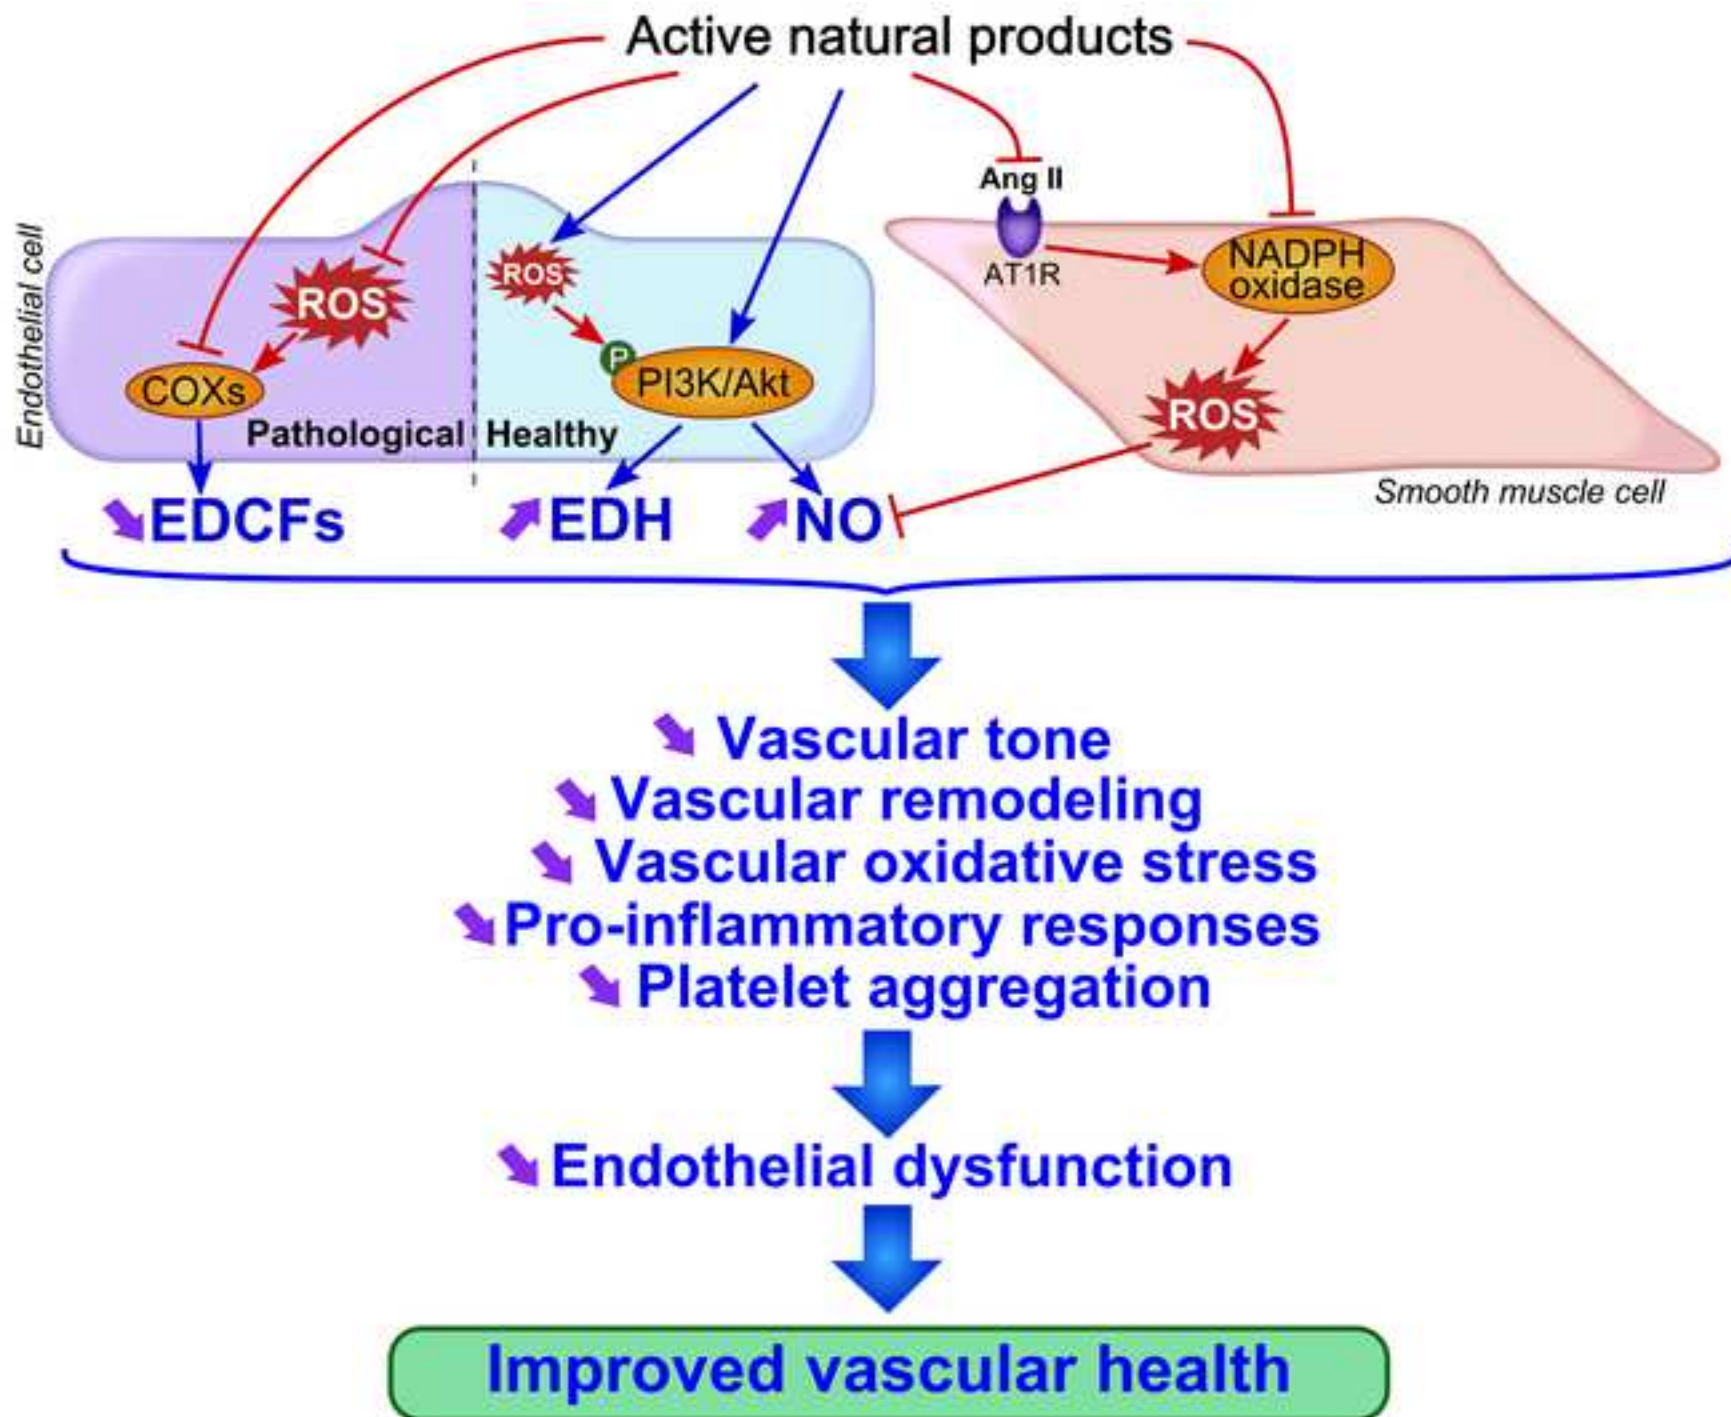 Active natural products
Endothelial cell
Ang II
AT1R
NADPH
oxidase
ROS
ROS
P
PI3K/Akt
COXs
ROS
Pathological
Healthy
Smooth muscle cell
EDCFs
EDH
NO
Vascular tone
Vascular remodeling
Vascular oxidative stress
Pro-inflammatory responses
Platelet aggregation
Endothelial dysfunction
Improved vascular health